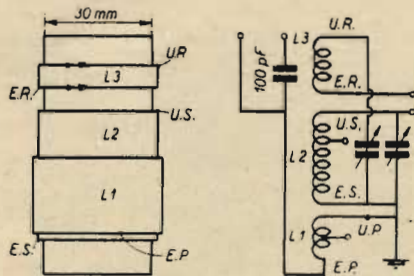 30 mm
U.R.
L3
E.R.
U.S.
L2
L1
E.S.
E.P.
L3
U.R.
100 pF
E.R.
U.S.
L2
E.S.
L1
U.P.
E.P.